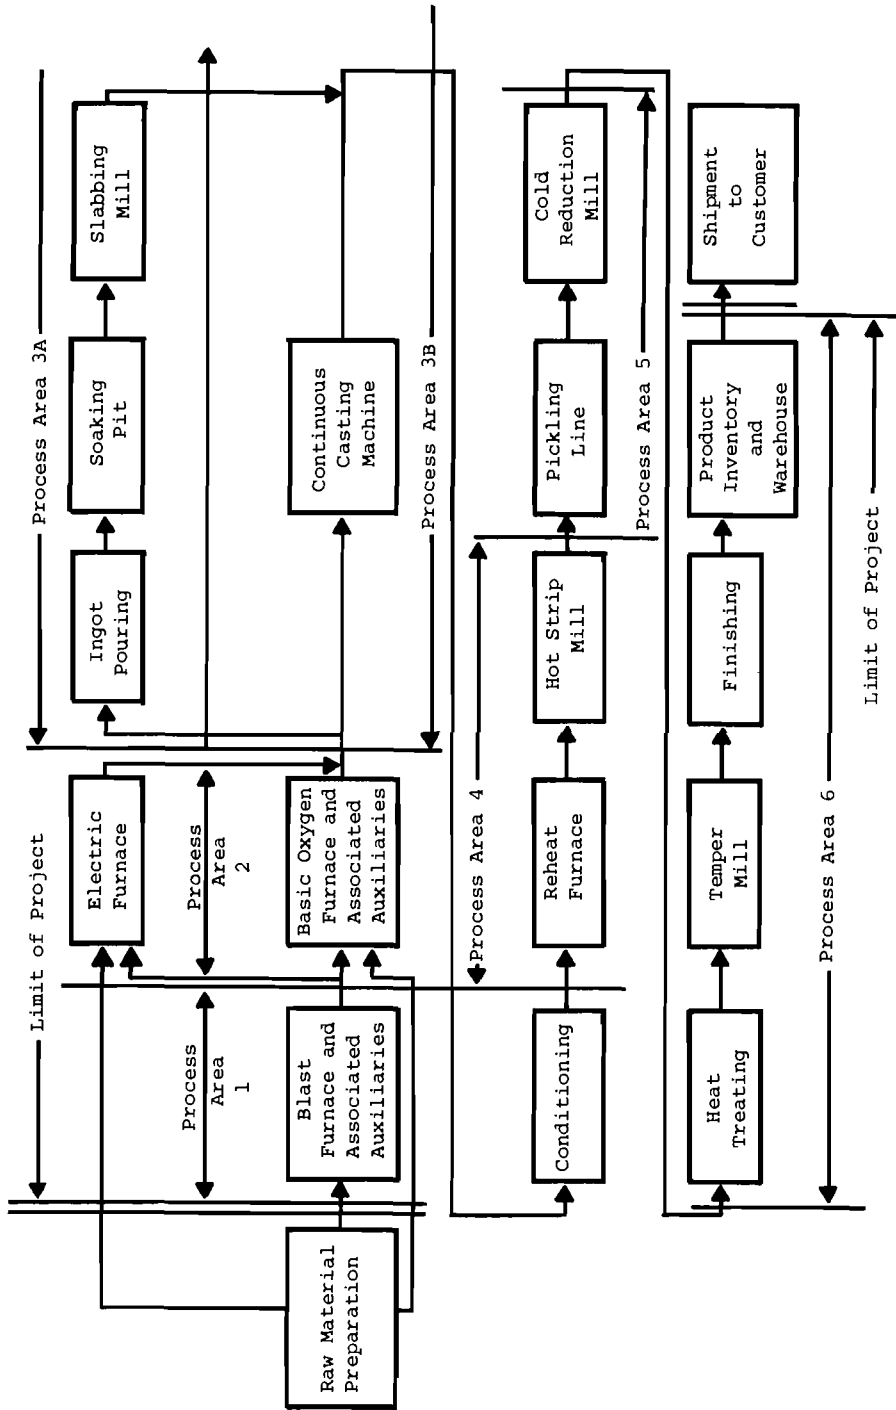 Limit of Project
Process Area 3A
Electric
Furnace
Ingot
Pouring
Soaking
Pit
Slabbing
Mill
Process
Area
1
Process
Area
2
Raw Material
Preparation
Blast
Furnace and
Associated
Auxiliaries
Basic Oxygen
Furnace and
Associated
Auxiliaries
Continuous
Casting
Machine
Process Area 3B
Process Area 4
Conditioning
Reheat
Furnace
Hot Strip
Mill
Pickling
Line
Cold
Reduction
Mill
Process Area 5
Heat
Treating
Temper
Mill
Finishing
Product
Inventory
and
Warehouse
Shipment
to
Customer
Process Area 6
Limit of Project